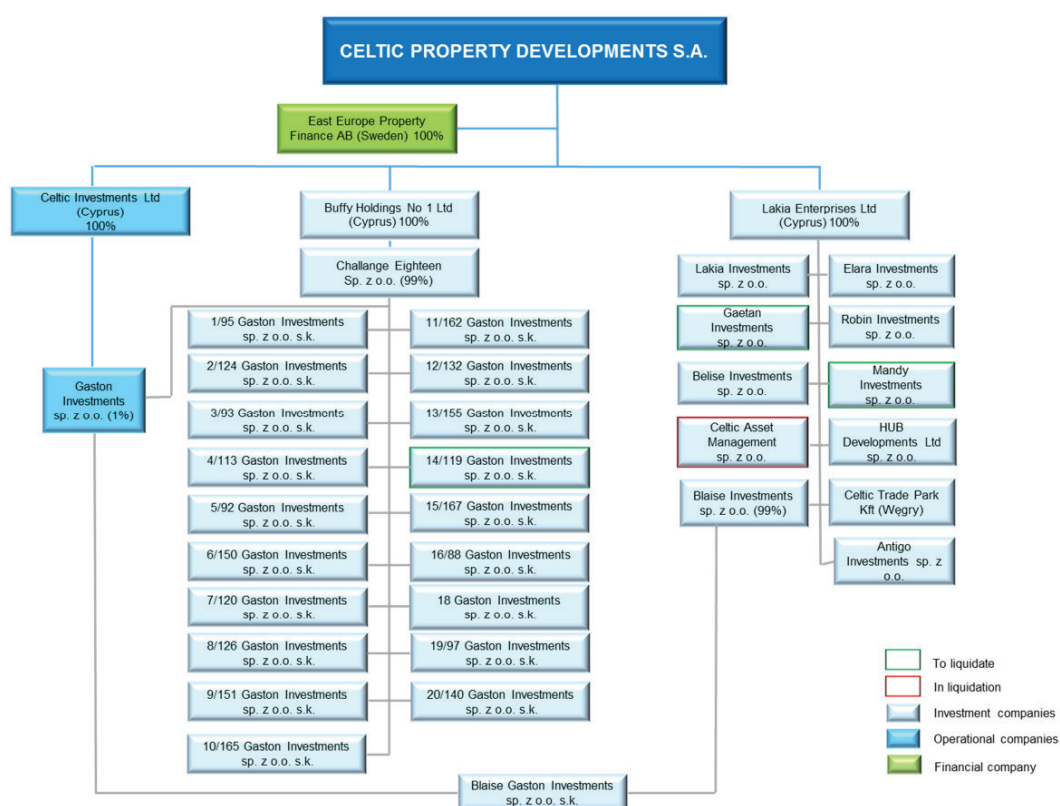 CELTIC PROPERTY DEVELOPMENTS S.A.
East Europe Property
Finance AB (Sweden) 100%
Celtic Investments Ltd
(Cyprus)
100%
Buffy Holdings No 1 Ltd
(Cyprus) 100%
Lakia Enterprises Ltd
(Cyprus) 100%
Challange Eighteen
Sp. z o.o. (99%)
Gaston
Investments
sp. z o.o. (1%)
1/95 Gaston Investments
sp. z o.o. s.k.
2/124 Gaston Investments
sp. z o.o. s.k.
3/93 Gaston Investments
sp. z o.o. s.k.
4/113 Gaston Investments
sp. z o.o. s.k.
5/92 Gaston Investments
sp. z o.o. s.k.
6/150 Gaston Investments
sp. z o.o. s.k.
7/120 Gaston Investments
sp. z o.o. s.k.
8/126 Gaston Investments
sp. z o.o. s.k.
9/151 Gaston Investments
sp. z o.o. s.k.
10/165 Gaston Investments
sp. z o.o. s.k.
11/162 Gaston Investments
sp. z o.o. s.k.
12/132 Gaston Investments
sp. z o.o. s.k.
13/155 Gaston Investments
sp. z o.o. s.k.
14/119 Gaston Investments
sp. z o.o. s.k.
15/167 Gaston Investments
sp. z o.o. s.k.
16/88 Gaston Investments
sp. z o.o. s.k.
18 Gaston Investments
sp. z o.o. s.k.
19/97 Gaston Investments
sp. z o.o. s.k.
20/140 Gaston Investments
sp. z o.o. s.k.
Lakia Investments
sp. z o.o.
Gaetan
Investments
sp. z o.o.
Belise Investments
sp. z o.o.
Celtic Asset
Management
sp. z o.o.
Blaise Investments
sp. z o.o. (99%)
Elara Investments
sp. z o.o.
Robin Investments
sp. z o.o.
Mandy
Investments
sp. z o.o.
HUB
Developments Ltd
sp. z o.o.
Celtic Trade Park
Kft (Węgry)
Antigo
Investments sp. z
o.o.
Blaise Gaston Investments
sp. z o.o. s.k.
To liquidate
In liquidation
Investment companies
Operational companies
Financial company